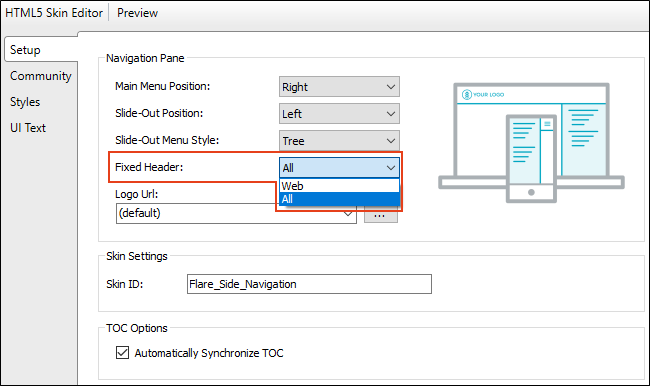 HTML5 Skin Editor Preview
Setup
Community
Styles
UI Text
Navigation Pane
Main Menu Position: Right
Slide-Out Position: Left
Slide-Out Menu Style: Tree
Fixed Header: All
Web
All
Logo Url:
(default) ...
YOUR LOGO
Skin Settings
Skin ID: Flare_Side_Navigation
TOC Options
Automatically Synchronize TOC